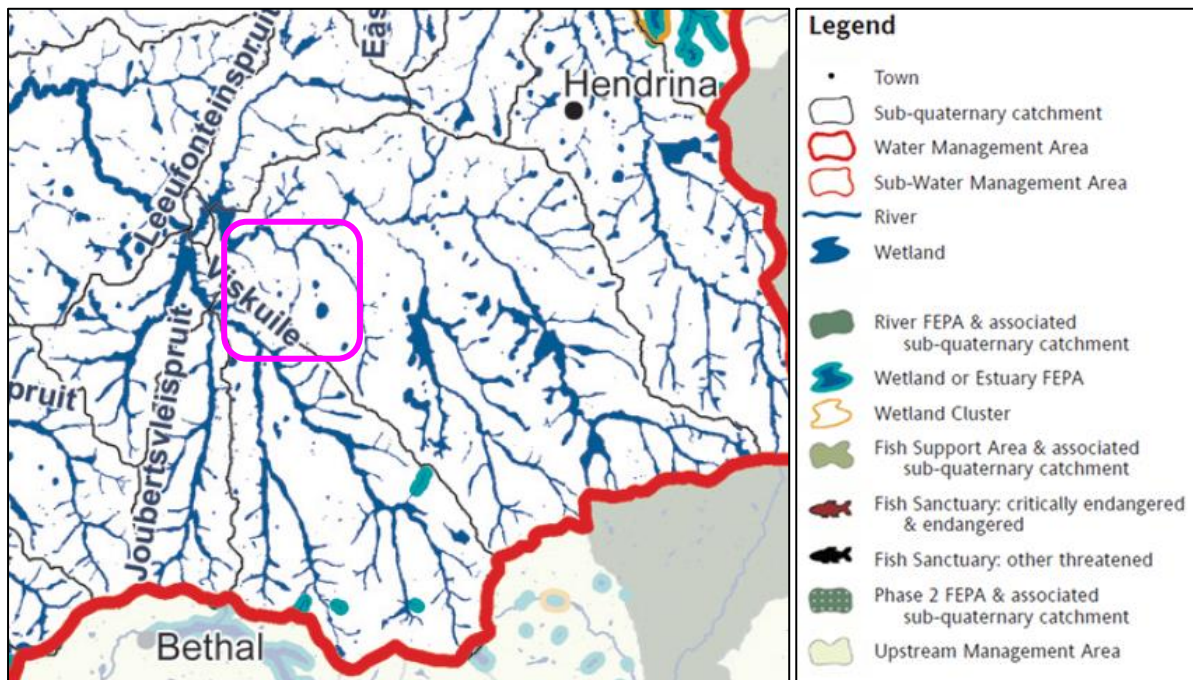 Leeufonteinspruit
Eas
Hendrina
Viskuile
Joubertsvleispruit
pruit
Bethal
Legend
Town
Sub-quaternary catchment
Water Management Area
Sub-Water Management Area
River
Wetland
River FEPA & associated
sub-quaternary catchment
Wetland or Estuary FEPA
Wetland Cluster
Fish Support Area & associated
sub-quaternary catchment
Fish Sanctuary: critically endangered
& endangered
Fish Sanctuary: other threatened
Phase 2 FEPA & associated
sub-quaternary catchment
Upstream Management Area